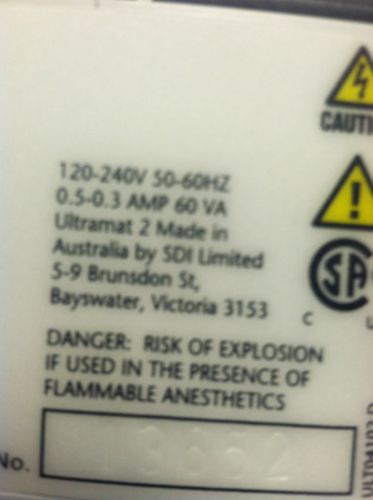 CAUTI
120-240V 50-60HZ
0.5-0.3 AMP 60 VA
Ultramat 2 Made in
Australia by SDI Limited
5-9 Brunsdon St,
Bayswater, Victoria 3153
C
DANGER: RISK OF EXPLOSION
IF USED IN THE PRESENCE OF
FLAMMABLE ANESTHETICS
No.